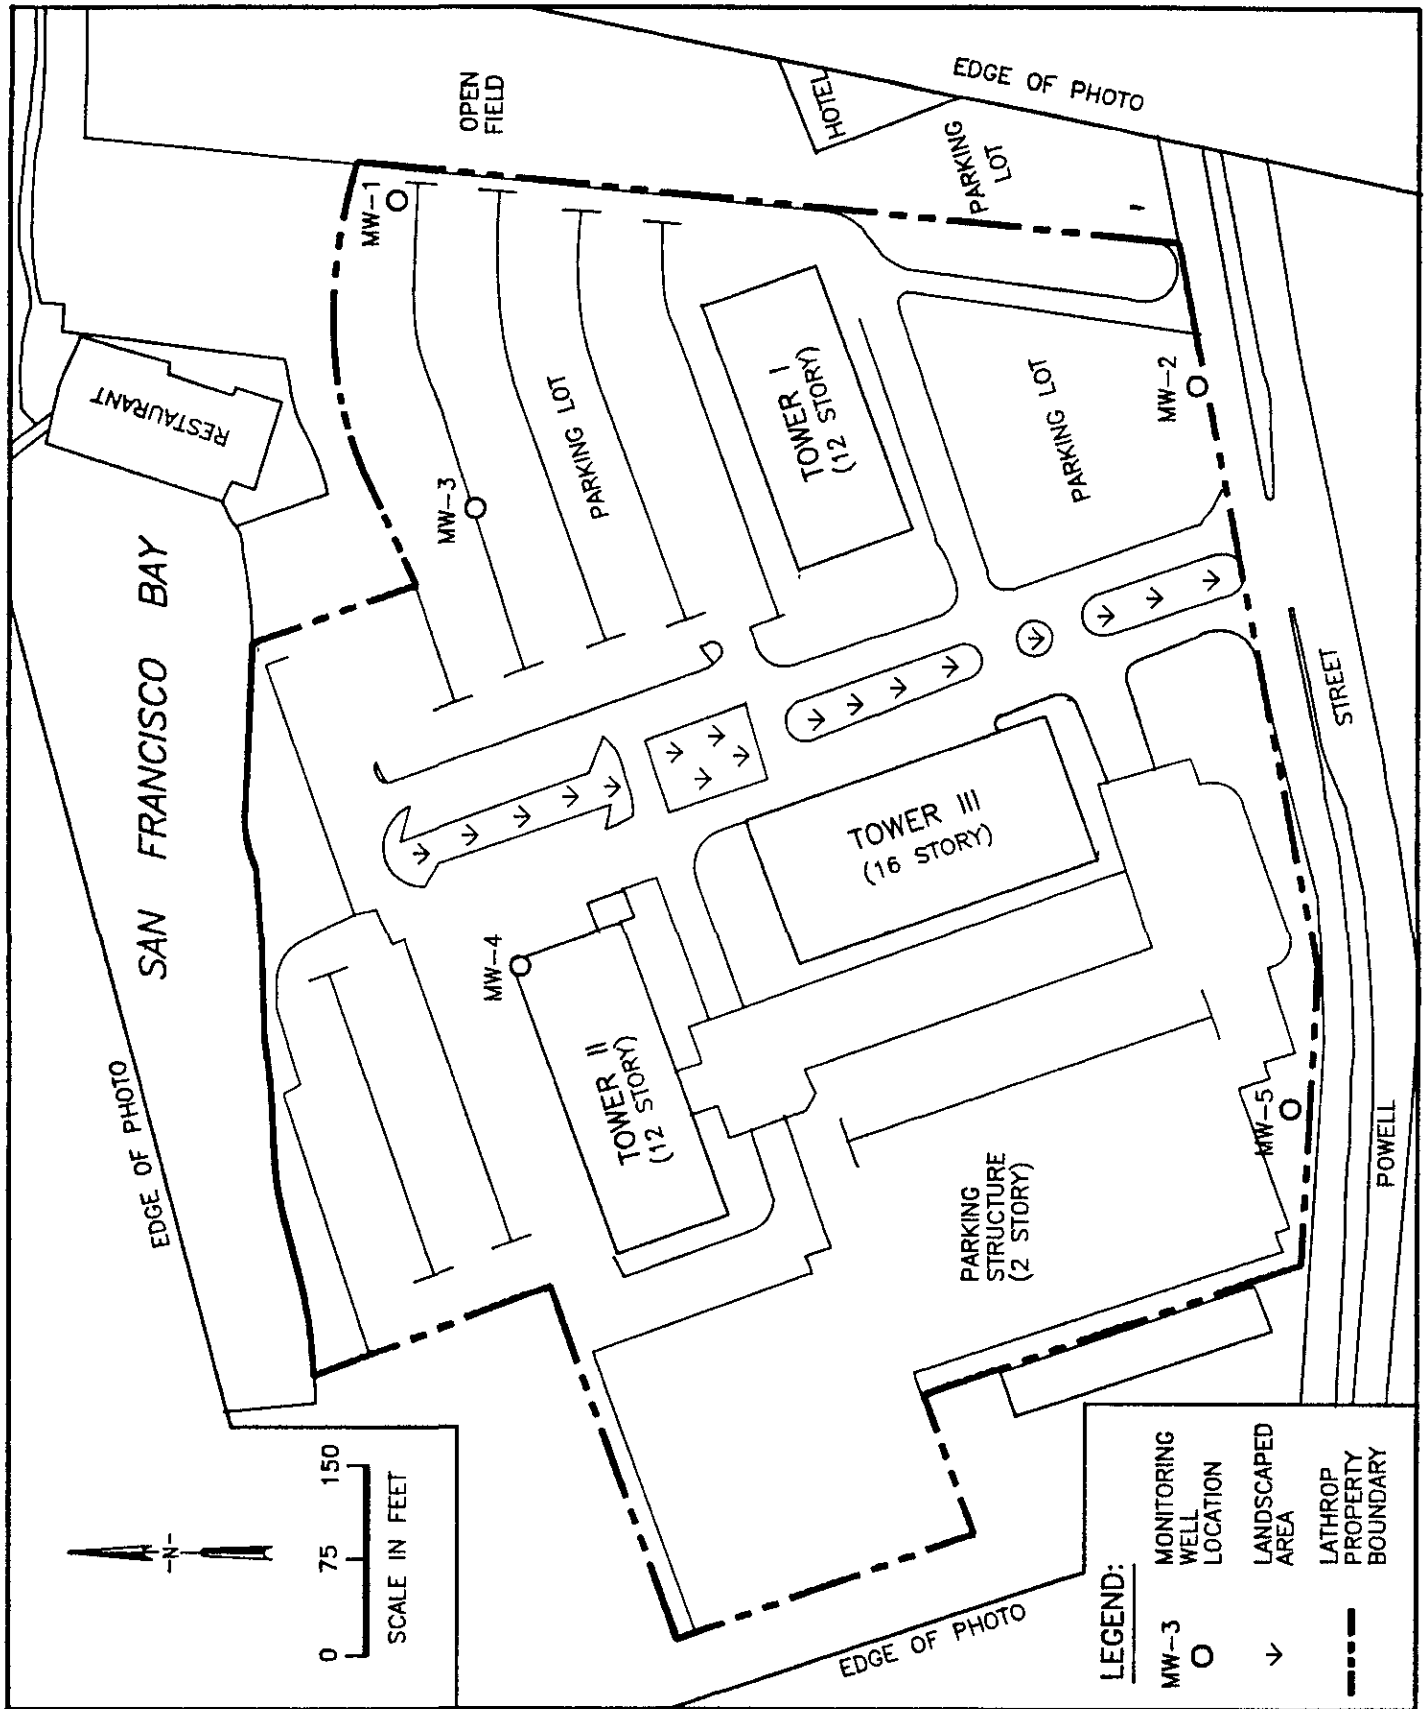 EDGE OF PHOTO
SAN FRANCISCO BAY
RESTAURANT
OPEN
FIELD
HOTEL
EDGE OF PHOTO
PARKING
LOT
MW-1
MW-3
PARKING LOT
TOWER I
(12 STORY)
PARKING LOT
MW-2
MW-4
TOWER II
(12 STORY)
TOWER III
(16 STORY)
PARKING
STRUCTURE
(2 STORY)
MW-5
POWELL
STREET
EDGE OF PHOTO
-N-
0 75 150
SCALE IN FEET
LEGEND:
MW-3
MONITORING
WELL
LOCATION
LANDSCAPED
AREA
LATHROP
PROPERTY
BOUNDARY